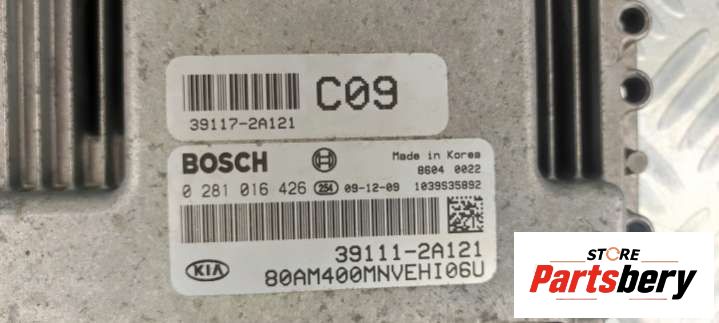 C09
39117-2A121
BOSCH
Made in Korea
8604 0022
0 281 016 426 254 09-12-09 1039S35892
39111-2A121
KIA
80AM400MNVEHI06U
STORE
Partsbery